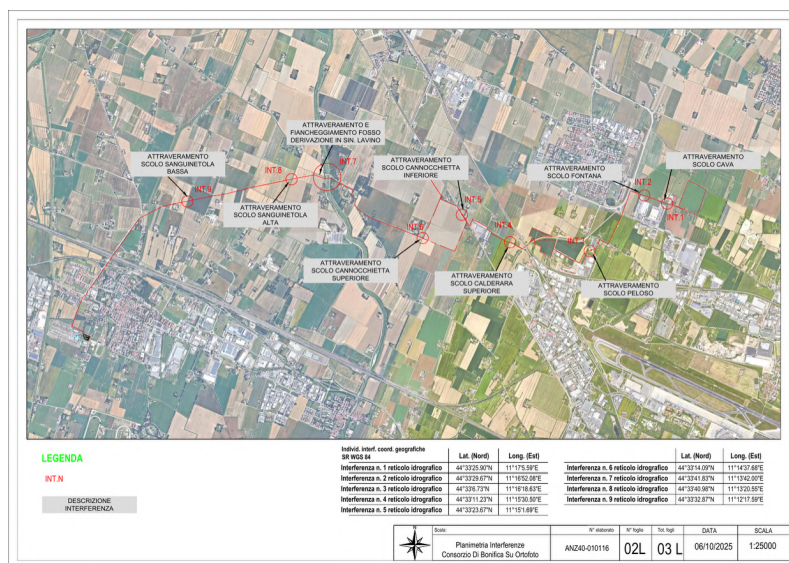 ATTRAVERAMENTO E
FIANCHEGGIAMENTO FOSSO
DERIVAZIONE IN SIN. LAVINO
ATTRAVERAMENTO
SCOLO SANGUINETOLA
BASSA
ATTRAVERAMENTO
SCOLO CANNOCCHIETTA
INFERIORE
ATTRAVERAMENTO
SCOLO FONTANA
ATTRAVERAMENTO
SCOLO CAVA
INT.9
INT.8
INT.7
INT.5
INT.2
INT.1
ATTRAVERAMENTO
SCOLO SANGUINETOLA
ALTA
INT.6
INT.4
ATTRAVERAMENTO
SCOLO CANNOCCHIETTA
SUPERIORE
ATTRAVERAMENTO
SCOLO CALDERARA
SUPERIORE
ATTRAVERAMENTO
SCOLO PELOSO
LEGENDA
INT.N
DESCRIZIONE
INTERFERENZA
Individ. interf. coord. geografiche
SR WGS 84
Lat. (Nord) Long. (Est)
Interferenza n. 1 reticolo idrografico 44°33'25.90"N 11°17'5.59"E
Interferenza n. 2 reticolo idrografico 44°33'29.67"N 11°16'52.08"E
Interferenza n. 3 reticolo idrografico 44°33'6.73"N 11°16'18.63"E
Interferenza n. 4 reticolo idrografico 44°33'11.23"N 11°15'30.50"E
Interferenza n. 5 reticolo idrografico 44°33'23.67"N 11°15'1.69"E
Lat. (Nord) Long. (Est)
Interferenza n. 6 reticolo idrografico 44°33'14.09"N 11°14'37.68"E
Interferenza n. 7 reticolo idrografico 44°33'41.83"N 11°13'42.00"E
Interferenza n. 8 reticolo idrografico 44°33'40.98"N 11°13'20.55"E
Interferenza n. 9 reticolo idrografico 44°33'32.87"N 11°12'17.59"E
N
Scala:
Planimetria Interferenze
Consorzio Di Bonifica Su Ortofoto
N° elaborato
ANZ40-010116
N° foglio
02L
Tot. fogli
03 L
DATA
06/10/2025
SCALA
1:25000